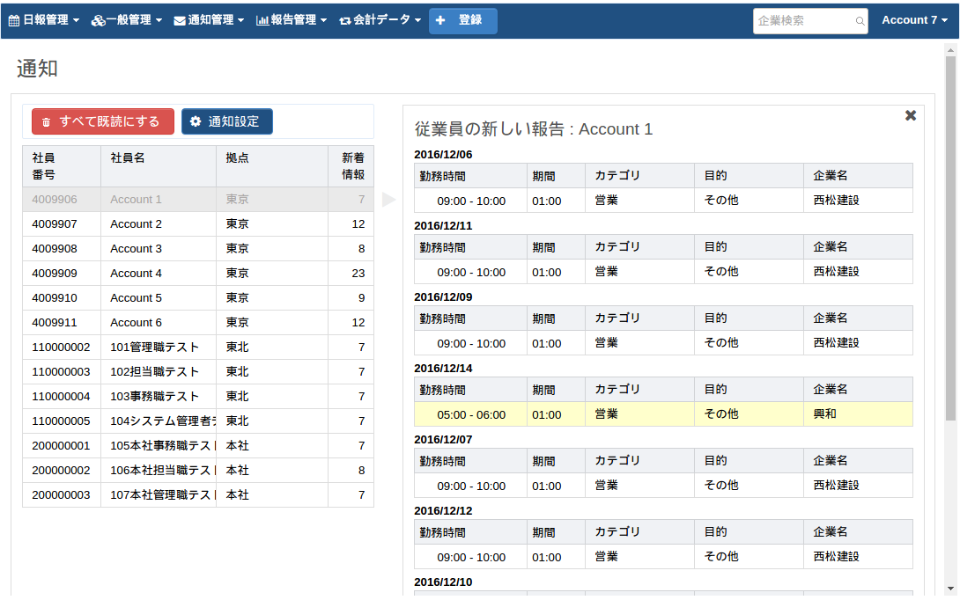 日報管理 一般管理 通知管理 報告管理 会計データ + 登録 企業検索 Account 7
通知
すべて既読にする 通知設定
社員番号 社員名 拠点 新着情報
4009906 Account 1 東京 7
4009907 Account 2 東京 12
4009908 Account 3 東京 8
4009909 Account 4 東京 23
4009910 Account 5 東京 9
4009911 Account 6 東京 12
110000002 101管理職テスト 東北 7
110000003 102担当職テスト 東北 7
110000004 103事務職テスト 東北 7
110000005 104システム管理者 東北 7
200000001 105本社事務職テスト 本社 7
200000002 106本社担当職テスト 本社 8
200000003 107本社管理職テスト 本社 7
従業員の新しい報告 : Account 1
2016/12/06
勤務時間 期間 カテゴリ 目的 企業名
09:00 - 10:00 01:00 営業 その他 西松建設
2016/12/11
勤務時間 期間 カテゴリ 目的 企業名
09:00 - 10:00 01:00 営業 その他 西松建設
2016/12/09
勤務時間 期間 カテゴリ 目的 企業名
09:00 - 10:00 01:00 営業 その他 西松建設
2016/12/14
勤務時間 期間 カテゴリ 目的 企業名
05:00 - 06:00 01:00 営業 その他 興和
2016/12/07
勤務時間 期間 カテゴリ 目的 企業名
09:00 - 10:00 01:00 営業 その他 西松建設
2016/12/12
勤務時間 期間 カテゴリ 目的 企業名
09:00 - 10:00 01:00 営業 その他 西松建設
2016/12/10